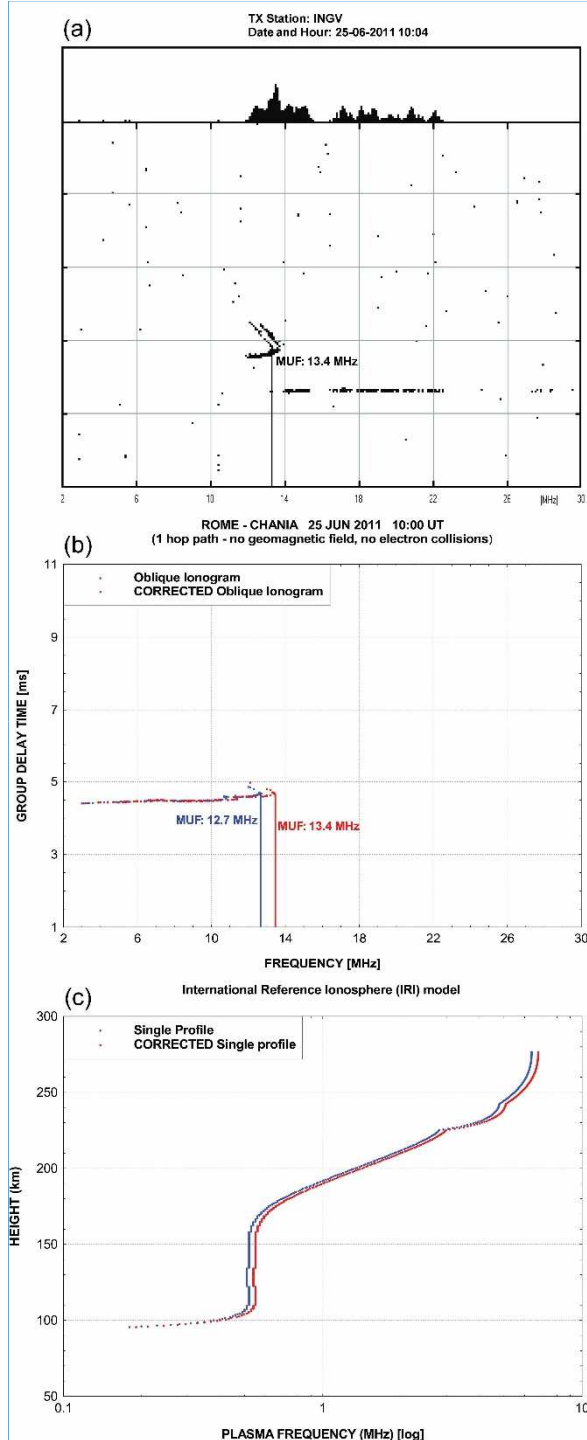 (a)
TX Station: INGV
Date and Hour: 25-06-2011 10:04
MUF: 13.4 MHz
2 6 10 14 18 22 26 [MHz] 30
ROME - CHANIA 25 JUN 2011 10:00 UT
(b) (1 hop path - no geomagnetic field, no electron collisions)
11
Oblique Ionogram
CORRECTED Oblique Ionogram
9
7
5
3
1
GROUP DELAY TIME [ms]
MUF: 12.7 MHz
MUF: 13.4 MHz
2 6 10 14 18 22 26 30
FREQUENCY [MHz]
(c) International Reference Ionosphere (IRI) model
300
Single Profile
CORRECTED Single profile
250
200
150
100
50
HEIGHT (km)
0.1 1 10
PLASMA FREQUENCY (MHz) [log]